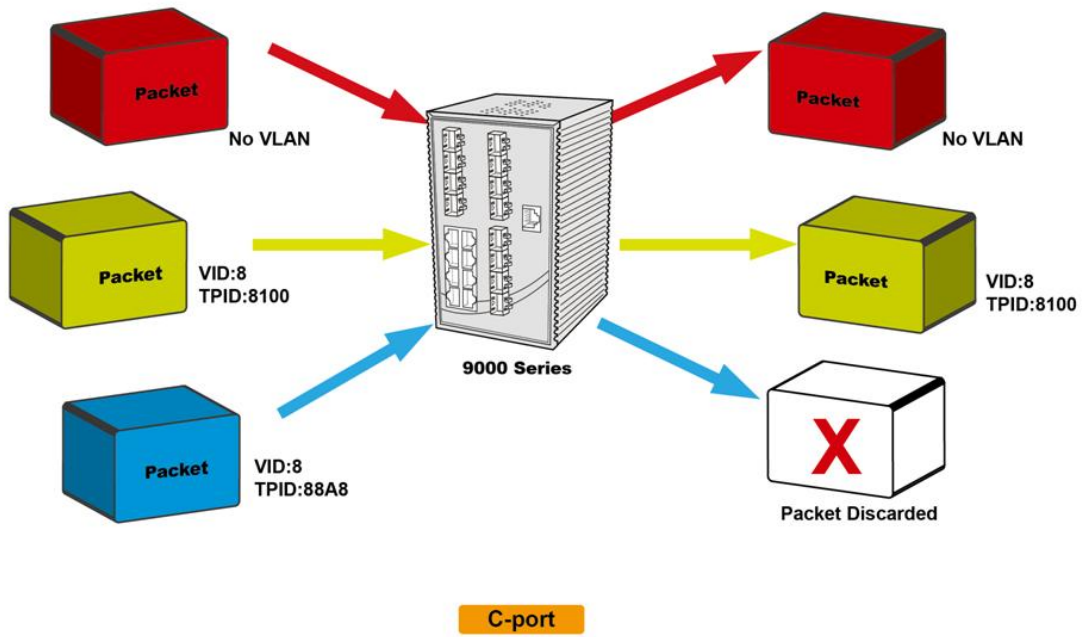 Packet
No VLAN
Packet
No VLAN
Packet
VID:8
TPID:8100
Packet
VID:8
TPID:8100
9000 Series
Packet
VID:8
TPID:88A8
X
Packet Discarded
C-port